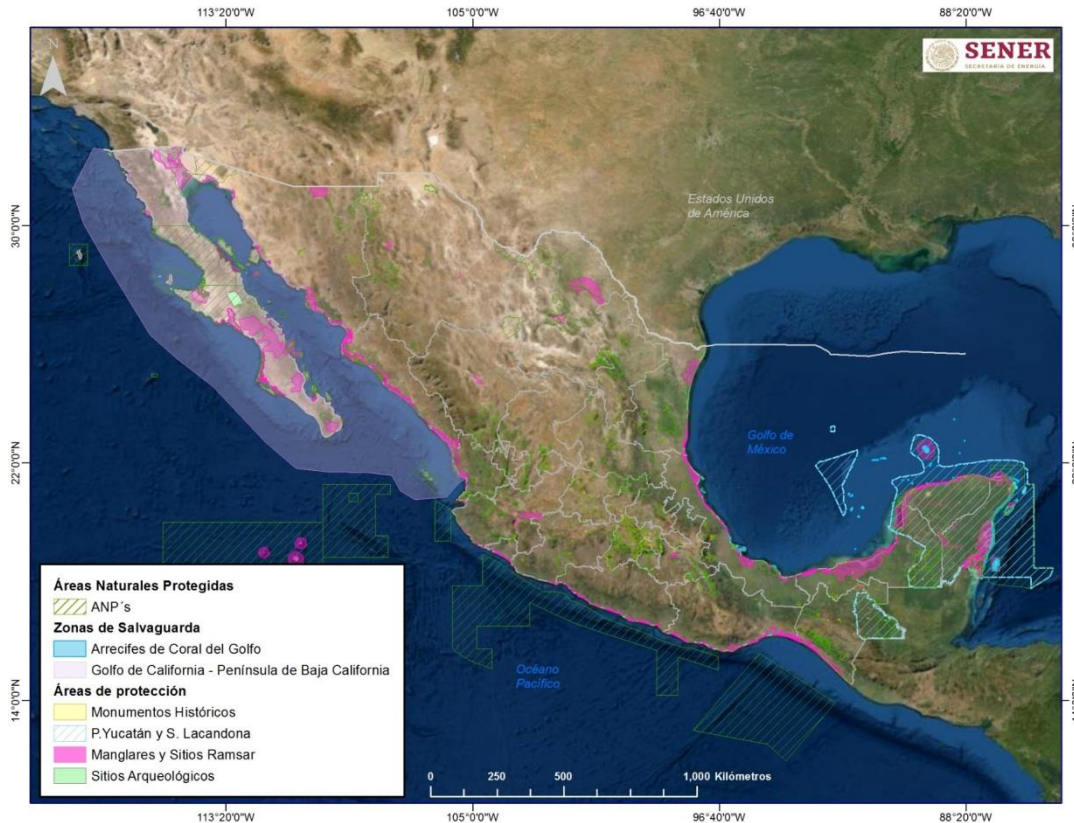 113°20'0"W 105°0'0"W 96°40'0"W 88°20'0"W
N
SENER
SECRETARÍA DE ENERGÍA
Estados Unidos
de América
30°0'0"N
Golfo de
México
22°0'0"N
Océano
Pacífico
14°0'0"N
Áreas Naturales Protegidas
ANP´s
Zonas de Salvaguarda
Arrecifes de Coral del Golfo
Golfo de California - Península de Baja California
Áreas de protección
Monumentos Históricos
P.Yucatán y S. Lacandona
Manglares y Sitios Ramsar
Sitios Arqueológicos
0 250 500 1,000 Kilómetros
113°20'0"W 105°0'0"W 96°40'0"W 88°20'0"W